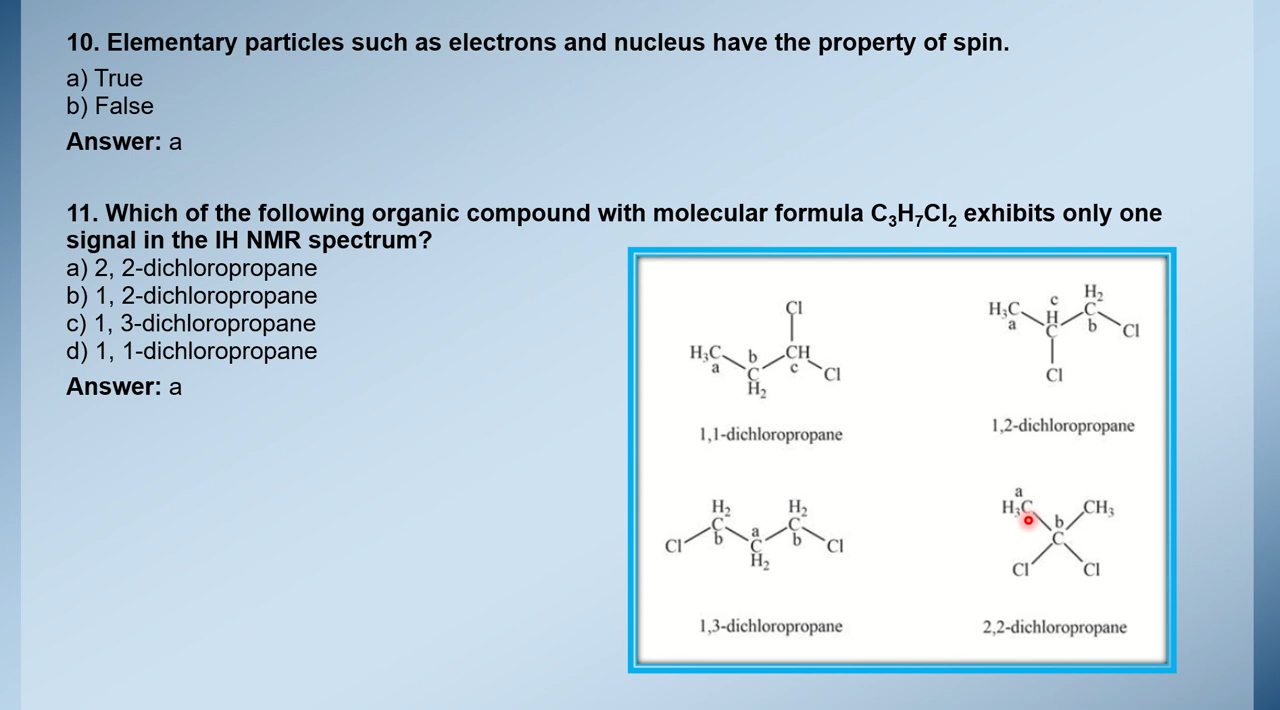 10. Elementary particles such as electrons and nucleus have the property of spin.
a) True
b) False
Answer: a
11. Which of the following organic compound with molecular formula C₃H₇Cl₂ exhibits only one
signal in the IH NMR spectrum?
a) 2, 2-dichloropropane
b) 1, 2-dichloropropane
c) 1, 3-dichloropropane
d) 1, 1-dichloropropane
Answer: a
Cl
H₃C b CH
a C c Cl
H₂
1,1-dichloropropane
c H₂
H₃C H C
a C b Cl
Cl
1,2-dichloropropane
H₂ H₂
C a C
Cl b C b Cl
H₂
1,3-dichloropropane
a
H₃C b CH₃
C
Cl Cl
2,2-dichloropropane